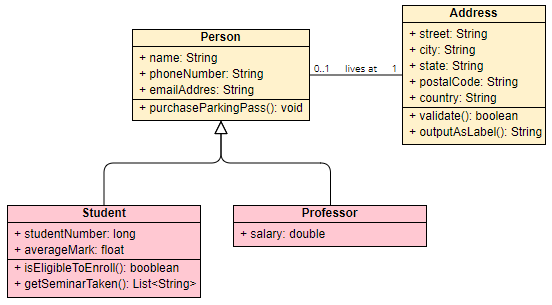 Person
+ name: String
+ phoneNumber: String
+ emailAddres: String
+ purchaseParkingPass(): void
0..1 lives at 1
Address
+ street: String
+ city: String
+ state: String
+ postalCode: String
+ country: String
+ validate(): boolean
+ outputAsLabel(): String
Student
+ studentNumber: long
+ averageMark: float
+ isEligibleToEnroll(): booblean
+ getSeminarTaken(): List<String>
Professor
+ salary: double